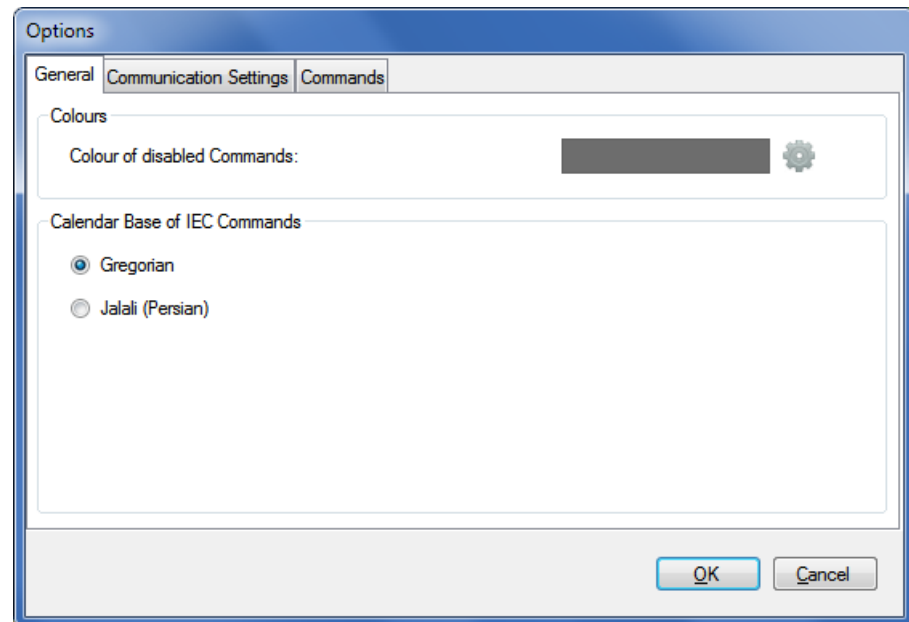 Options
General Communication Settings Commands
Colours
Colour of disabled Commands:
Calendar Base of IEC Commands
Gregorian
Jalali (Persian)
OK Cancel